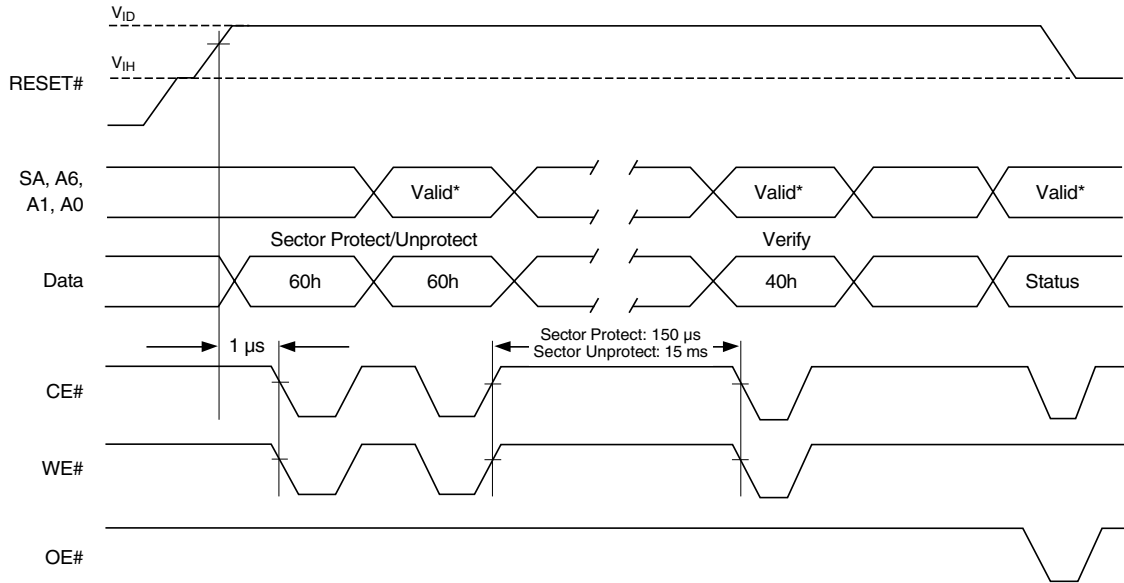 VID
VIH
RESET#
SA, A6,
A1, A0
Valid*
Valid*
Valid*
Sector Protect/Unprotect
Verify
Data
60h
60h
40h
Status
1 µs
Sector Protect: 150 µs
Sector Unprotect: 15 ms
CE#
WE#
OE#